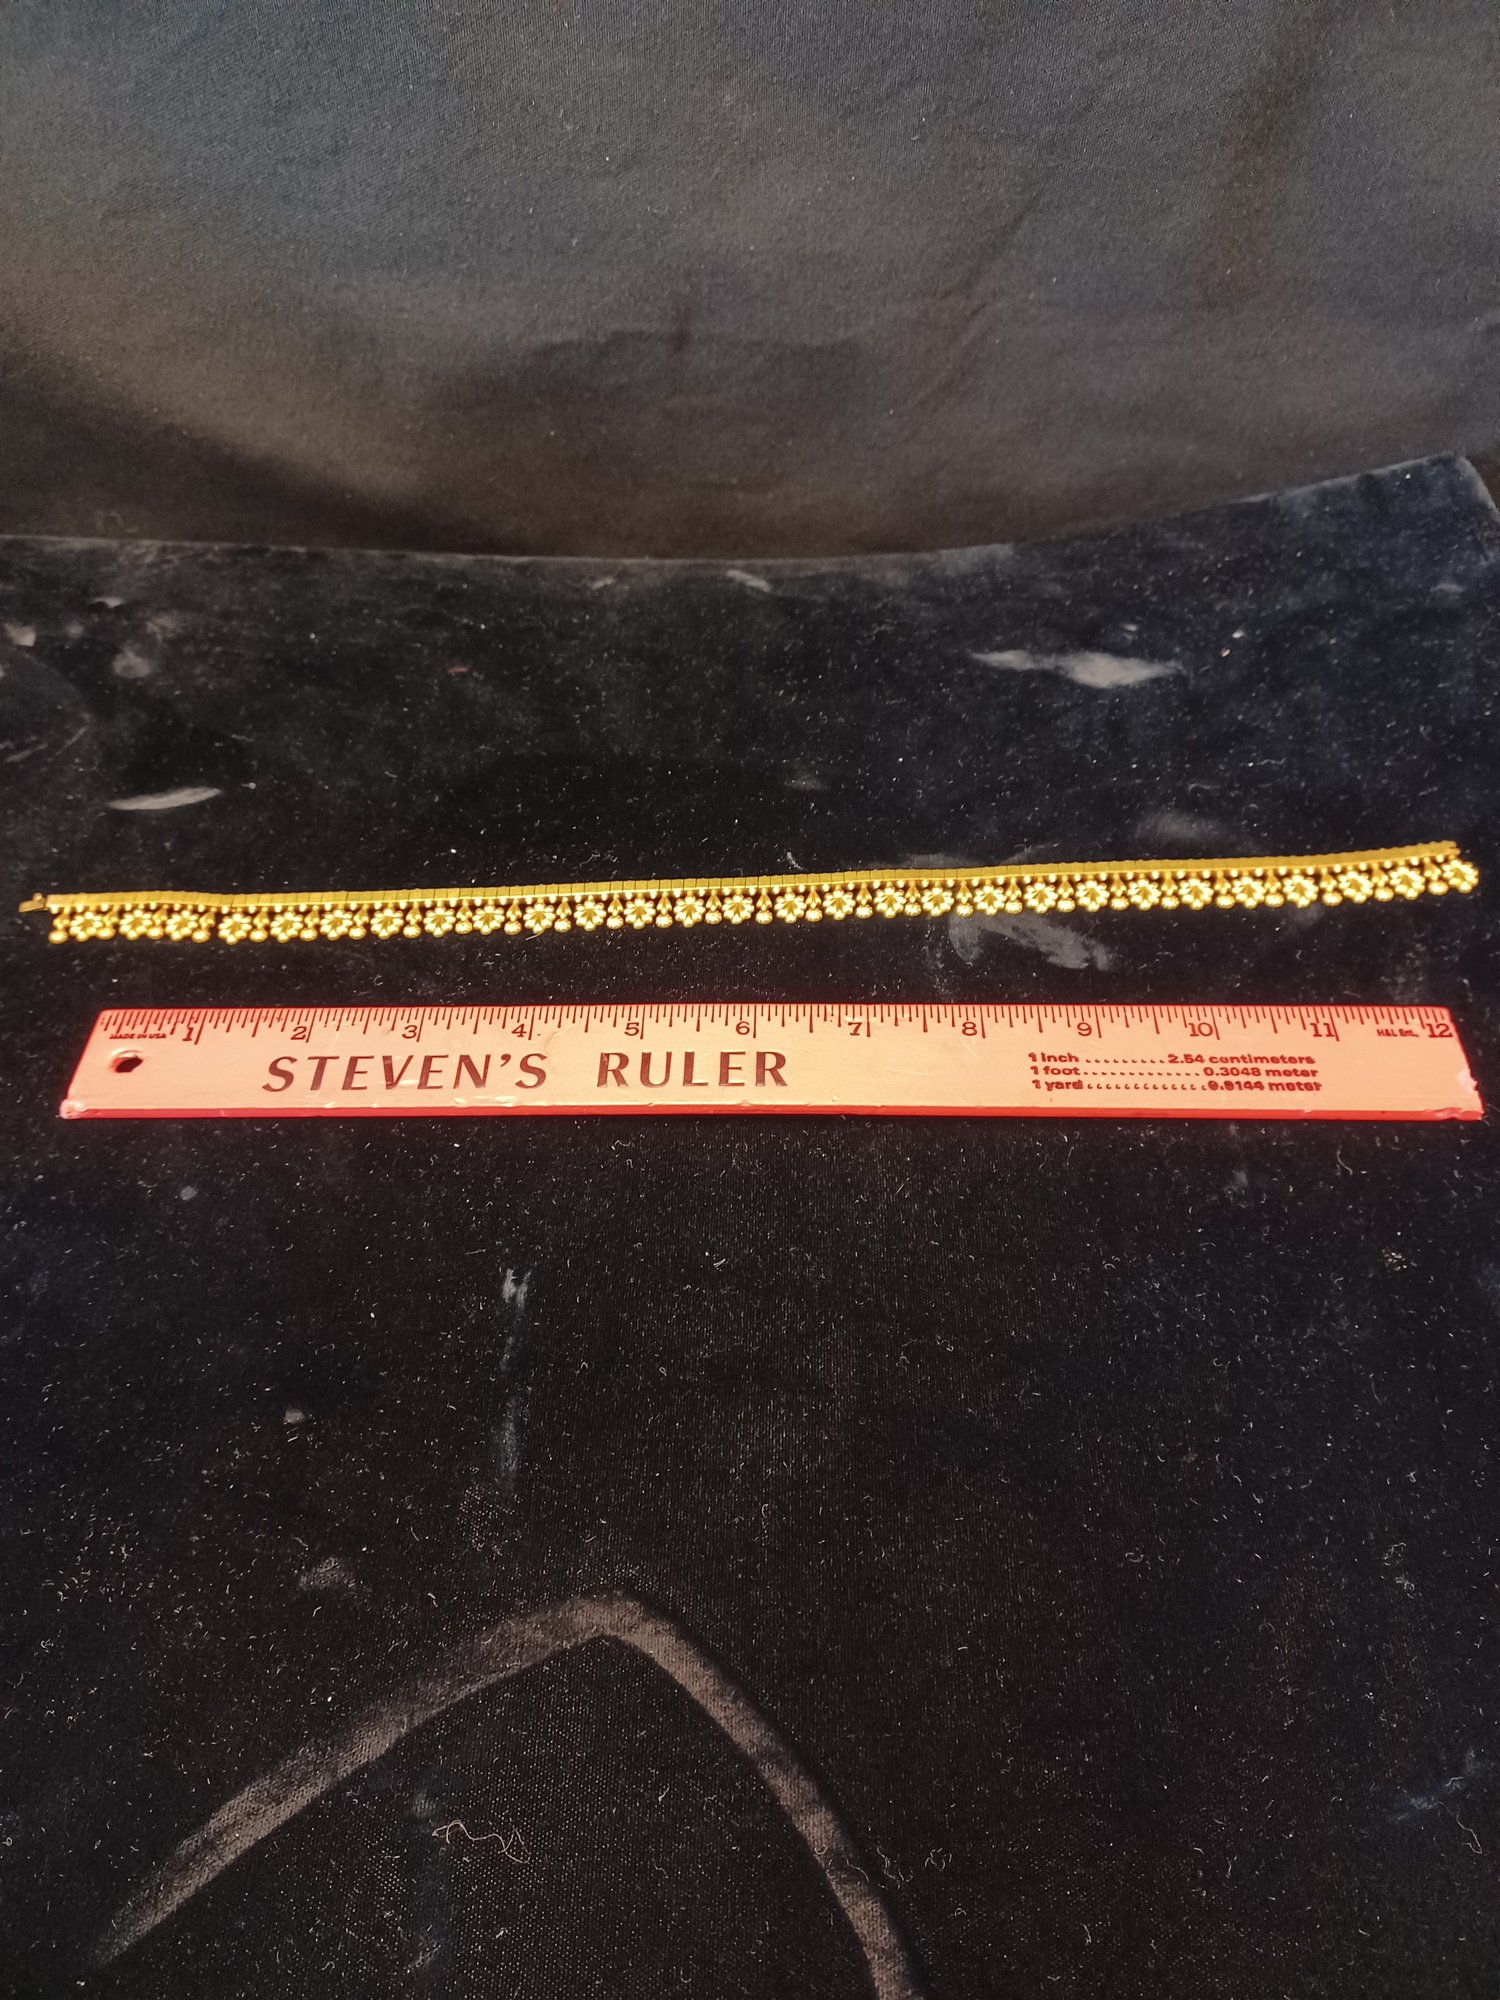 1 2 3 4 5 6 7 8 9 10 11 12
MADE IN USA
H&L Ent.
STEVEN'S RULER
1 inch .......... 2.54 centimeters
1 foot ............. 0.3048 meter
1 yard ............. 0.9144 meter